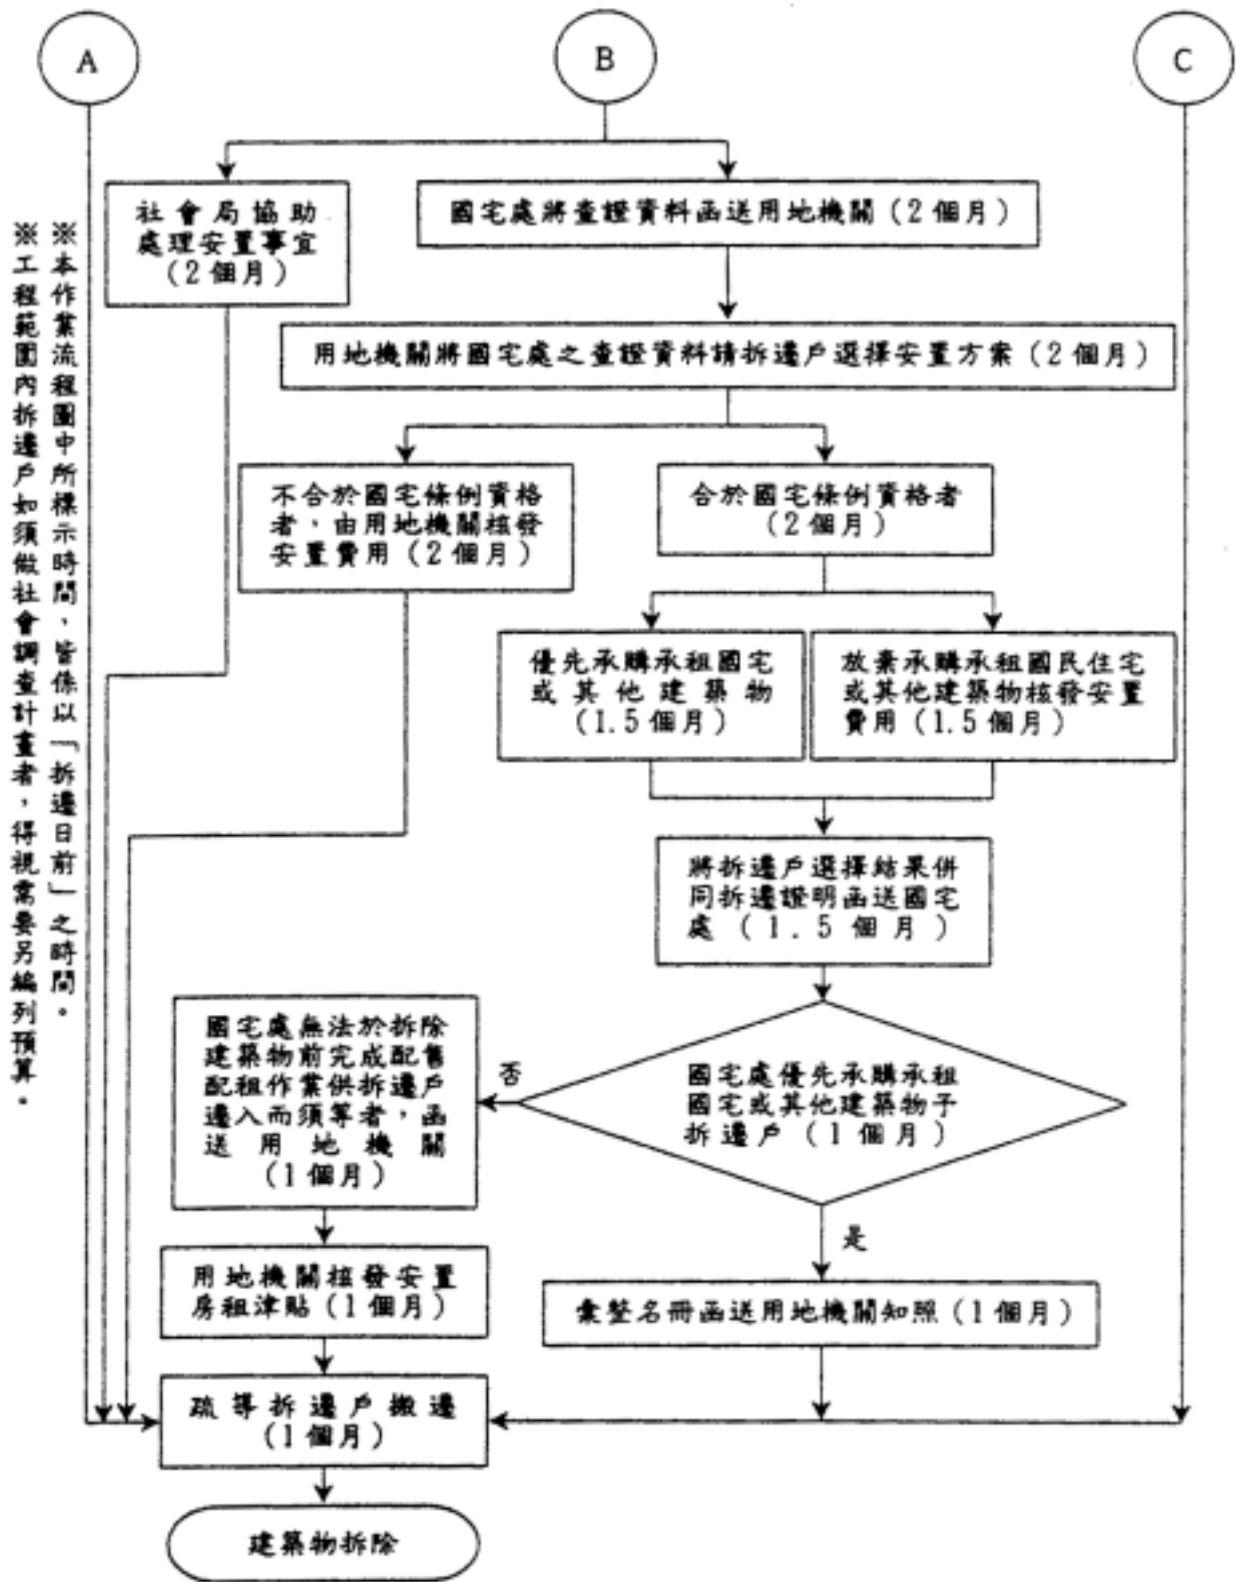 A
B
C
社會局協助
處理安置事宜
(2個月)
國宅處將查證資料函送用地機關(2個月)
用地機關將國宅處之查證資料請拆遷戶選擇安置方案(2個月)
不合於國宅條例資格
者，由用地機關核發
安置費用(2個月)
合於國宅條例資格者
(2個月)
優先承購承租國宅
或其他建築物
(1.5個月)
放棄承購承租國民住宅
或其他建築物核發安置
費用(1.5個月)
將拆遷戶選擇結果併
同拆遷證明函送國宅
處(1.5個月)
國宅處優先承購承租
國宅或其他建築物予
拆遷戶(1個月)
否
是
國宅處無法於拆除
建築物前完成配售
配租作業供拆遷戶
遷入而須等者，函
送用地機關
(1個月)
用地機關核發安置
房租津貼(1個月)
彙整名冊函送用地機關知照(1個月)
疏導拆遷戶搬遷
(1個月)
建築物拆除
※本作業流程圖中所標示時間，皆係以「拆遷日前」之時間。
※工程範圍內拆遷戶如須做社會調查計畫者，得視需要另編列預算。